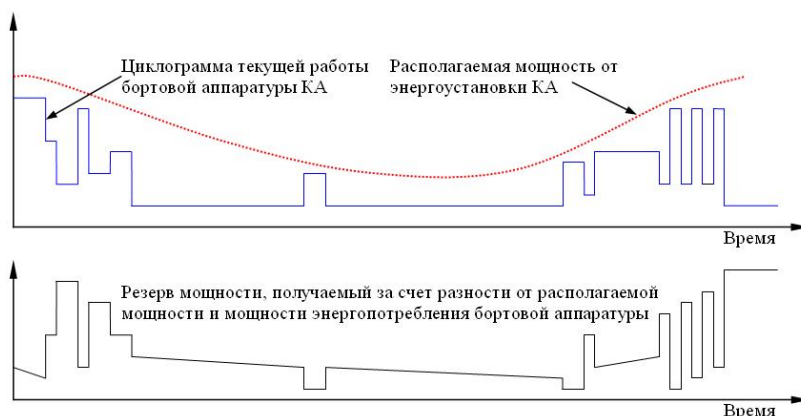 Циклограмма текущей работы
бортовой аппаратуры КА
Располагаемая мощность от
энергоустановки КА
Время
Резерв мощности, получаемый за счет разности от располагаемой
мощности и мощности энергопотребления бортовой аппаратуры
Время